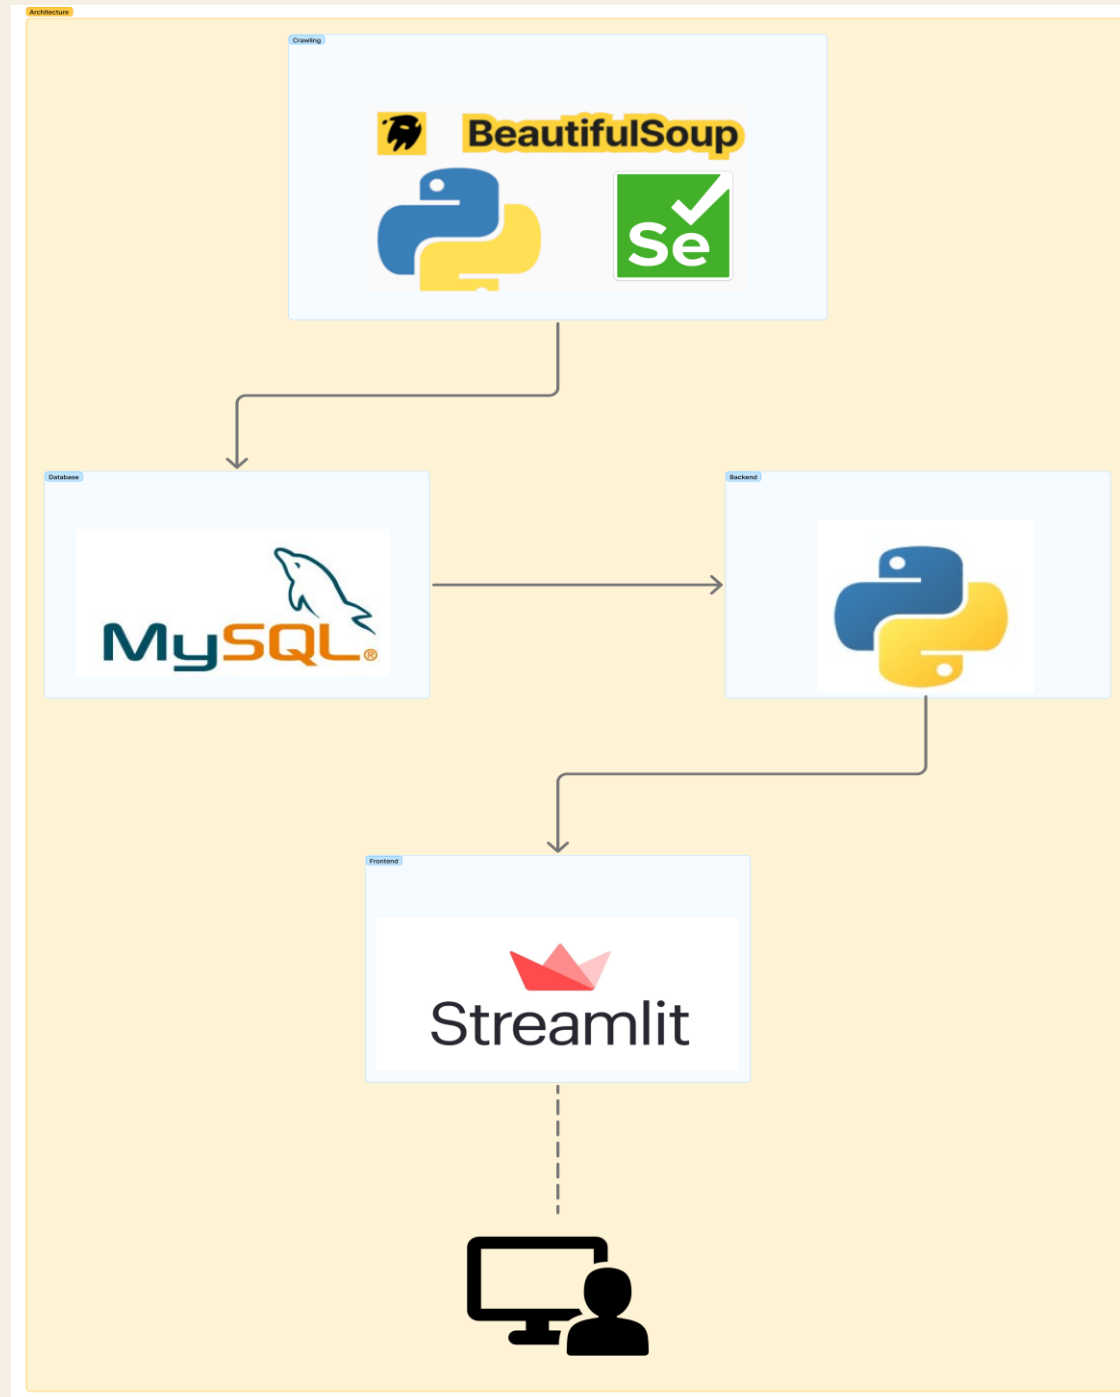 Architecture
Crawling
BeautifulSoup
Se
Database
MySQL®
Backend
Frontend
Streamlit